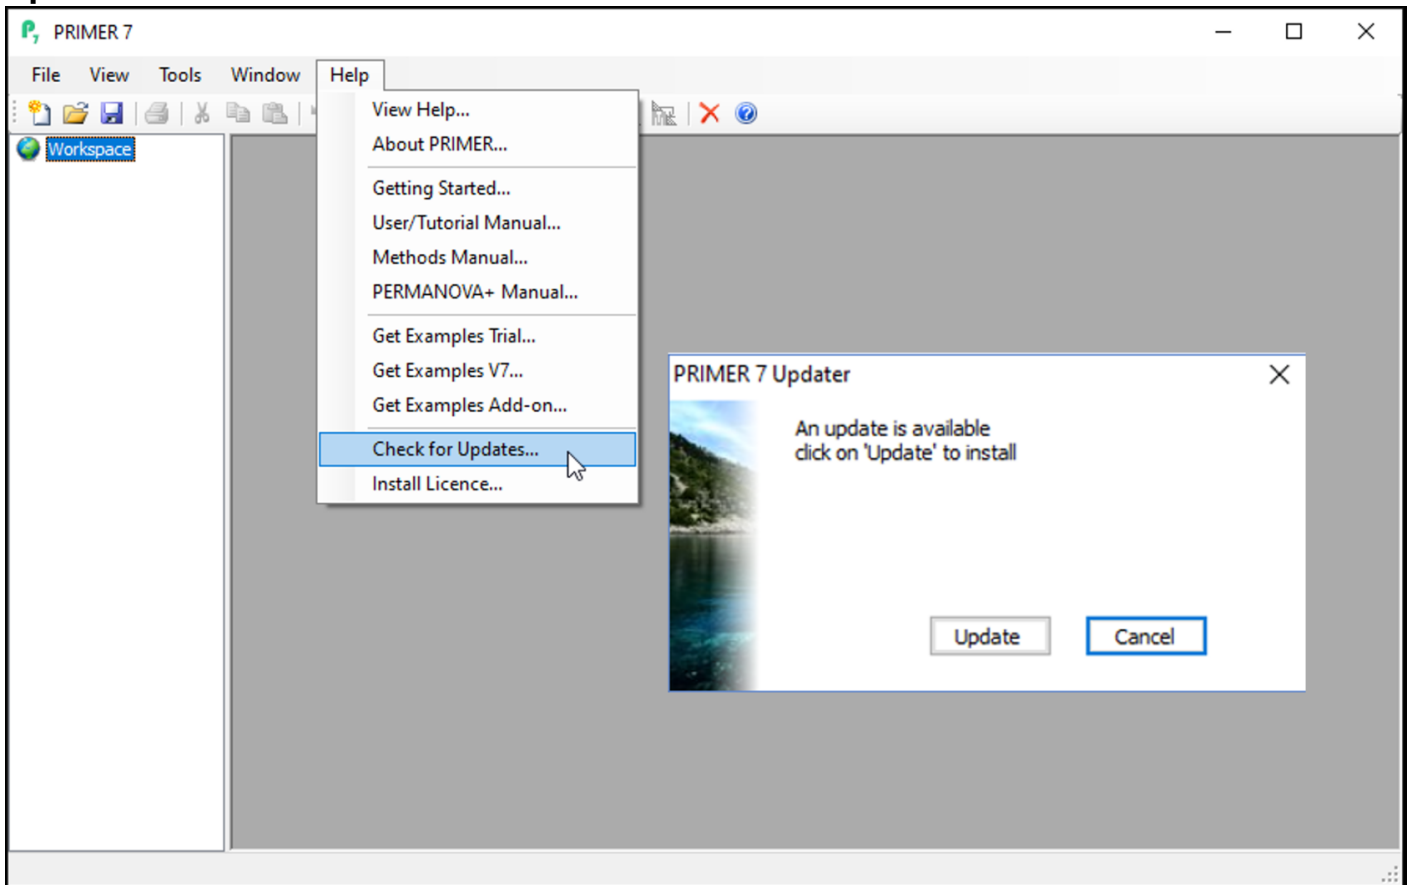 P7 PRIMER 7
File View Tools Window Help
View Help...
About PRIMER...
Workspace
Getting Started...
User/Tutorial Manual...
Methods Manual...
PERMANOVA+ Manual...
Get Examples Trial...
Get Examples V7...
Get Examples Add-on...
Check for Updates...
Install Licence...
PRIMER 7 Updater
An update is available
click on 'Update' to install
Update Cancel